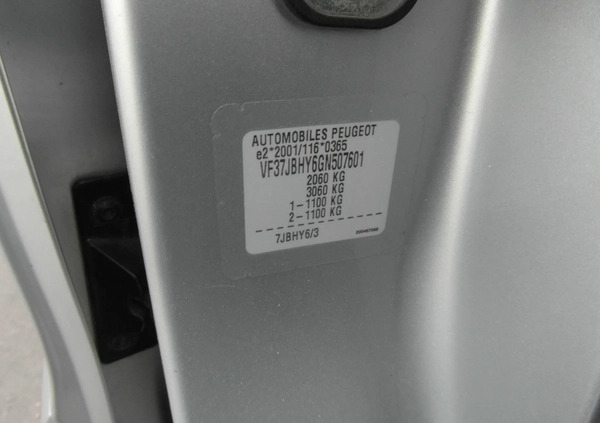 AUTOMOBILES PEUGEOT
e2*2001/116*0365
VF37JBHY6GN507601
2060 KG
3060 KG
1-1100 KG
2-1100 KG
7JBHY6/3